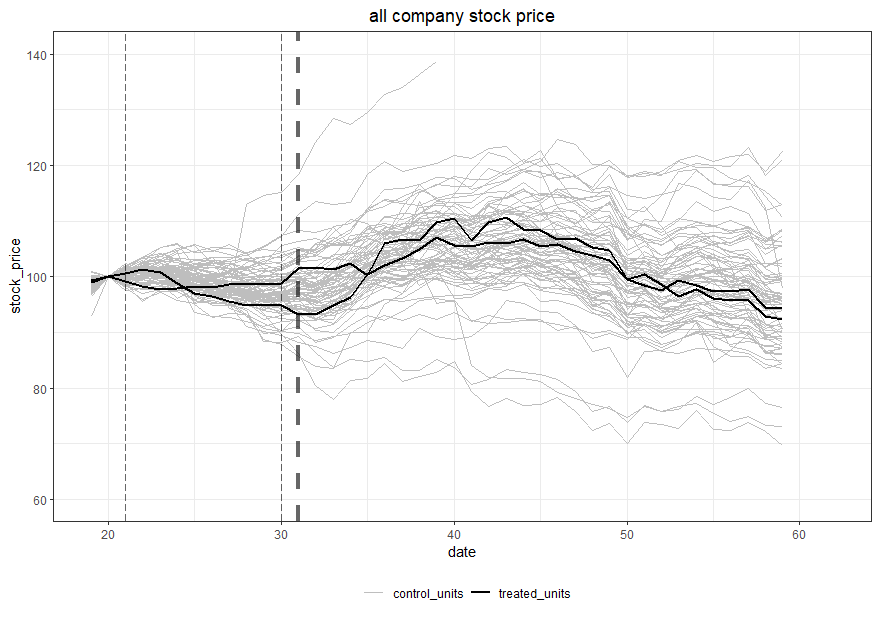 all company stock price
140
120
100
80
60
stock_price
20 30 40 50 60
date
control_units treated_units